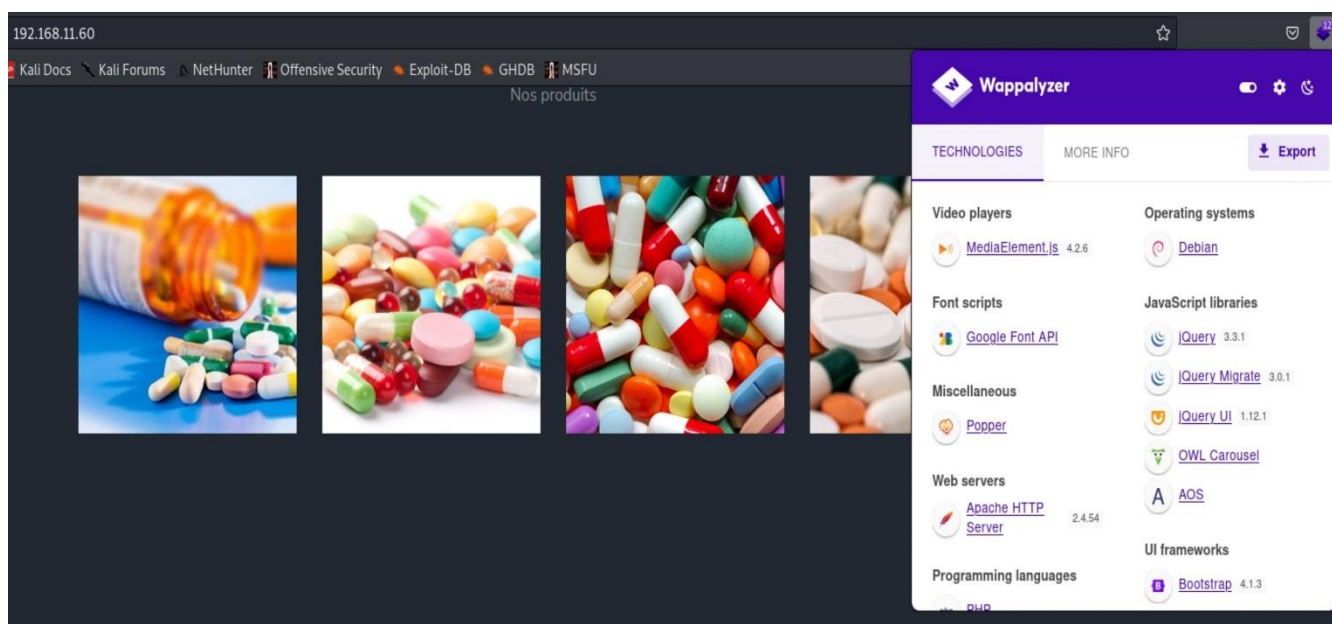 192.168.11.60
12
Kali Docs Kali Forums NetHunter Offensive Security Exploit-DB GHDB MSFU
Nos produits
Wappalyzer
TECHNOLOGIES MORE INFO Export
Video players
MediaElement.js 4.2.6
Font scripts
Google Font API
Miscellaneous
Popper
Web servers
Apache HTTP
Server 2.4.54
Programming languages
PHP
Operating systems
Debian
JavaScript libraries
jQuery 3.3.1
jQuery Migrate 3.0.1
jQuery UI 1.12.1
OWL Carousel
AOS
UI frameworks
Bootstrap 4.1.3